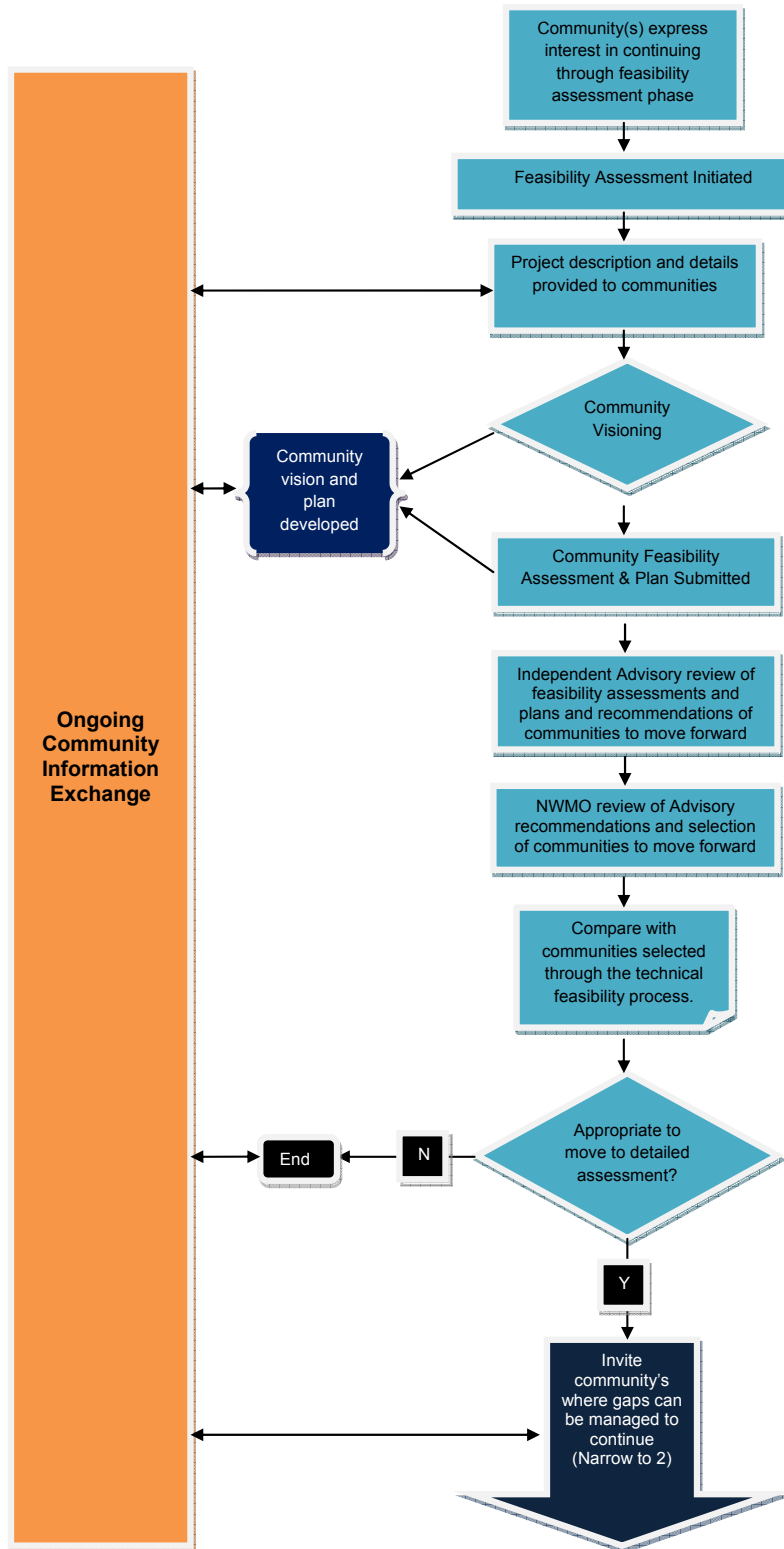 Community(s) express
interest in continuing
through feasibility
assessment phase
Feasibility Assessment Initiated
Project description and details
provided to communities
Community
Visioning
Community
vision and
plan
developed
Community Feasibility
Assessment & Plan Submitted
Independent Advisory review of
feasibility assessments and
plans and recommendations of
communities to move forward
Ongoing
Community
Information
Exchange
NWMO review of Advisory
recommendations and selection
of communities to move forward
Compare with
communities selected
through the technical
feasibility process.
Appropriate to
move to detailed
assessment?
N
End
Y
Invite
community's
where gaps can
be managed to
continue
(Narrow to 2)